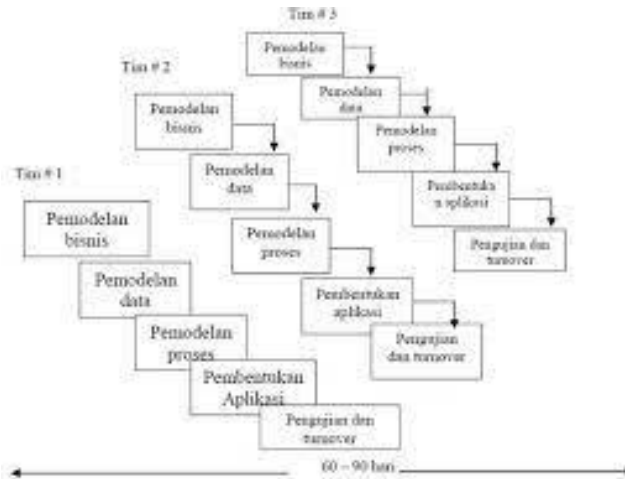 Tim # 3
Pemodelan
bisnis
Pemodelan
data
Pemodelan
proses
Pembentuka
n aplikasi
Pengujian dan
turnover
Tim # 2
Pemodelan
bisnis
Pemodelan
data
Pemodelan
proses
Pembentukan
aplikasi
Pengujian
dan turnover
Tim # 1
Pemodelan
bisnis
Pemodelan
data
Pemodelan
proses
Pembentukan
Aplikasi
Pengujian dan
turnover
60 – 90 hari